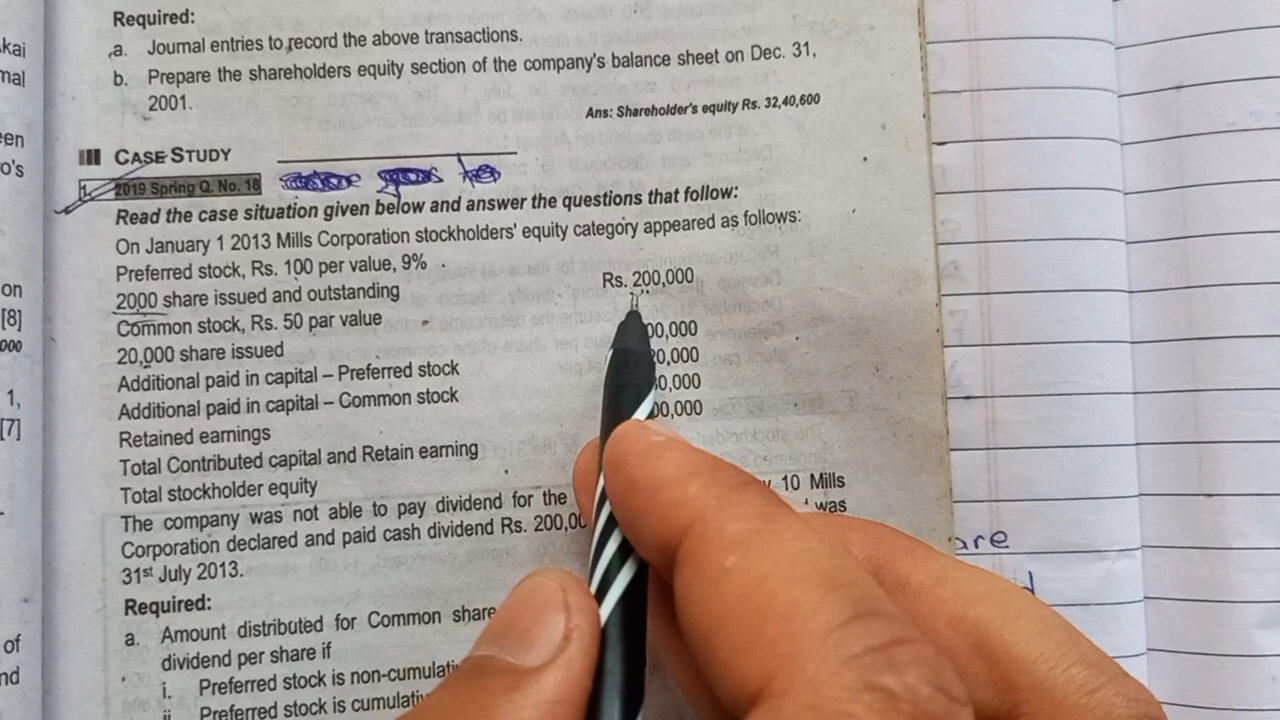 Required:
a. Journal entries to record the above transactions.
b. Prepare the shareholders equity section of the company's balance sheet on Dec. 31,
2001.
Ans: Shareholder's equity Rs. 32,40,600
CASE STUDY
1. 2019 Spring Q. No. 18
Read the case situation given below and answer the questions that follow:
On January 1 2013 Mills Corporation stockholders' equity category appeared as follows:
Preferred stock, Rs. 100 per value, 9%
2000 share issued and outstanding Rs. 200,000
Common stock, Rs. 50 par value
20,000 share issued 00,000
Additional paid in capital – Preferred stock 0,000
Additional paid in capital – Common stock 0,000
Retained earnings 00,000
Total Contributed capital and Retain earning
Total stockholder equity
The company was not able to pay dividend for the 10 Mills
Corporation declared and paid cash dividend Rs. was
31st July 2013.
Required:
a. Amount distributed for Common share
dividend per share if
i. Preferred stock is
ii. Preferred stock is
kai
mal
een
o's
on
[8]
000
1,
[7]
of
nd
are